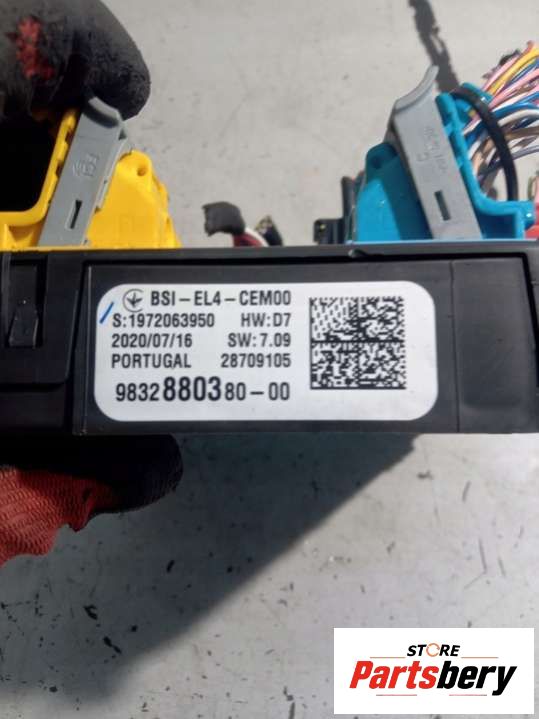 BSI-EL4-CEM00
S:1972063950 HW:D7
2020/07/16 SW:7.09
PORTUGAL 28709105
9832880380-00
STORE
Partsbery